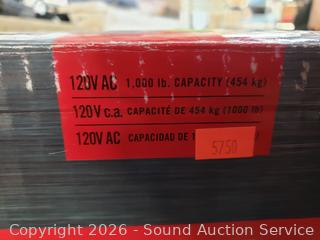 120V AC 1,000 lb. CAPACITY (454 kg)
120V c.a. CAPACITÉ DE 454 kg (1000 lb)
120V AC CAPACIDAD DE
5750
Copyright © 2026 - Sound Auction Service